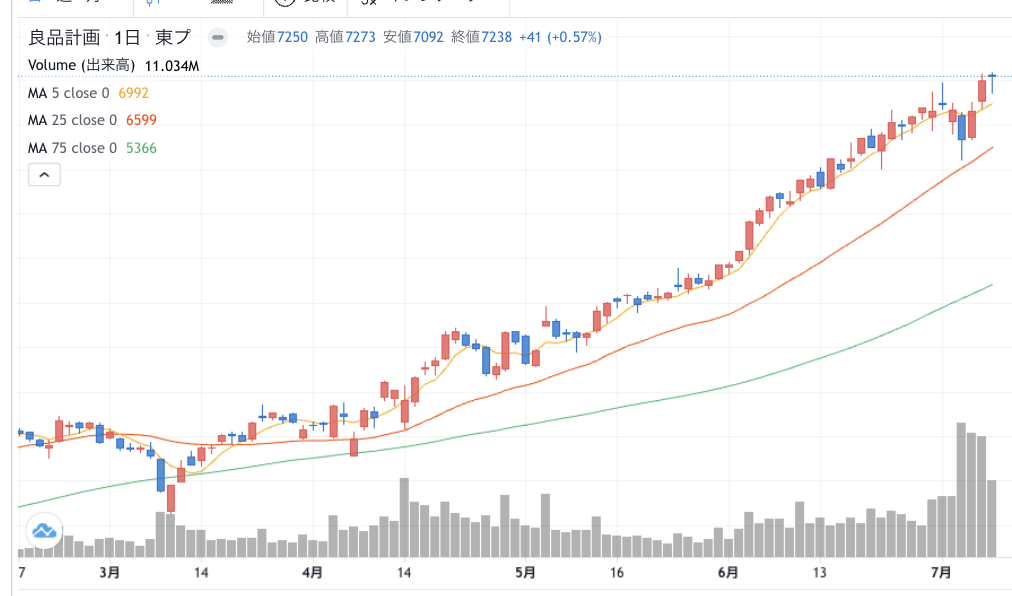 良品計画 · 1日 · 東プ 始値7250 高値7273 安値7092 終値7238 +41 (+0.57%)
Volume (出来高) 11.034M
MA 5 close 0 6992
MA 25 close 0 6599
MA 75 close 0 5366
7 3月 14 4月 14 5月 16 6月 13 7月